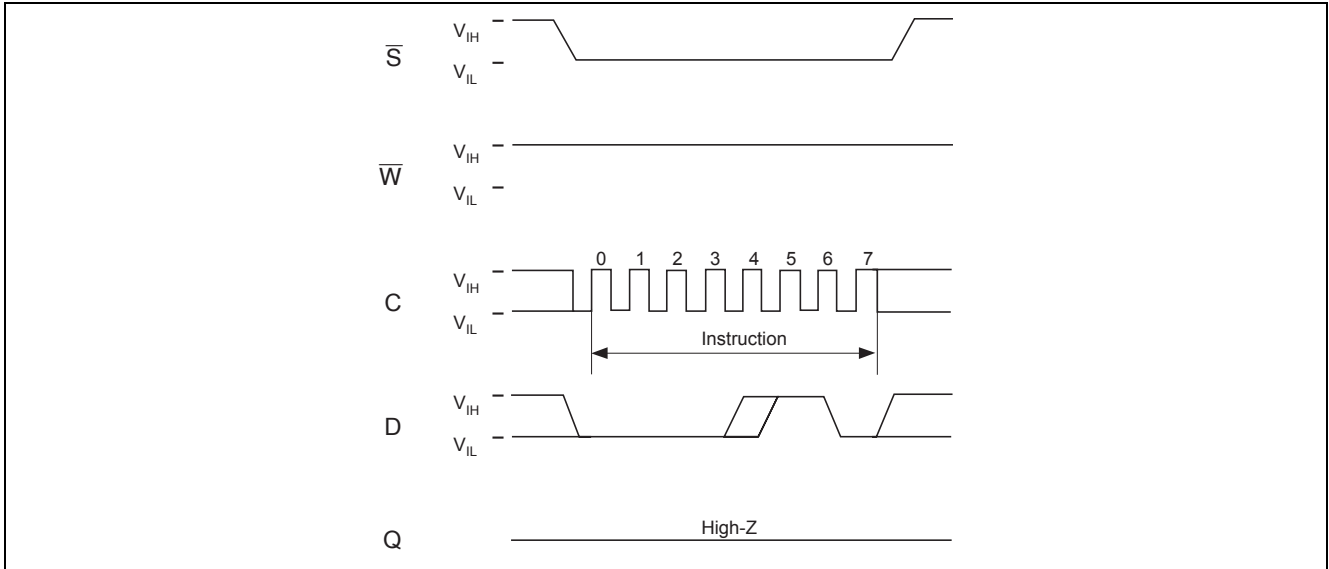 V_IH
S̅
V_IL
V_IH
W̅
V_IL
0 1 2 3 4 5 6 7
V_IH
C
V_IL
Instruction
V_IH
D
V_IL
High-Z
Q